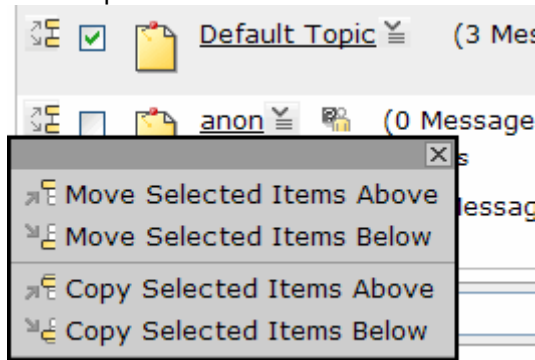 Default Topic (3 Mes
anon (0 Message
s
Move Selected Items Above
essag
Move Selected Items Below
Copy Selected Items Above
Copy Selected Items Below